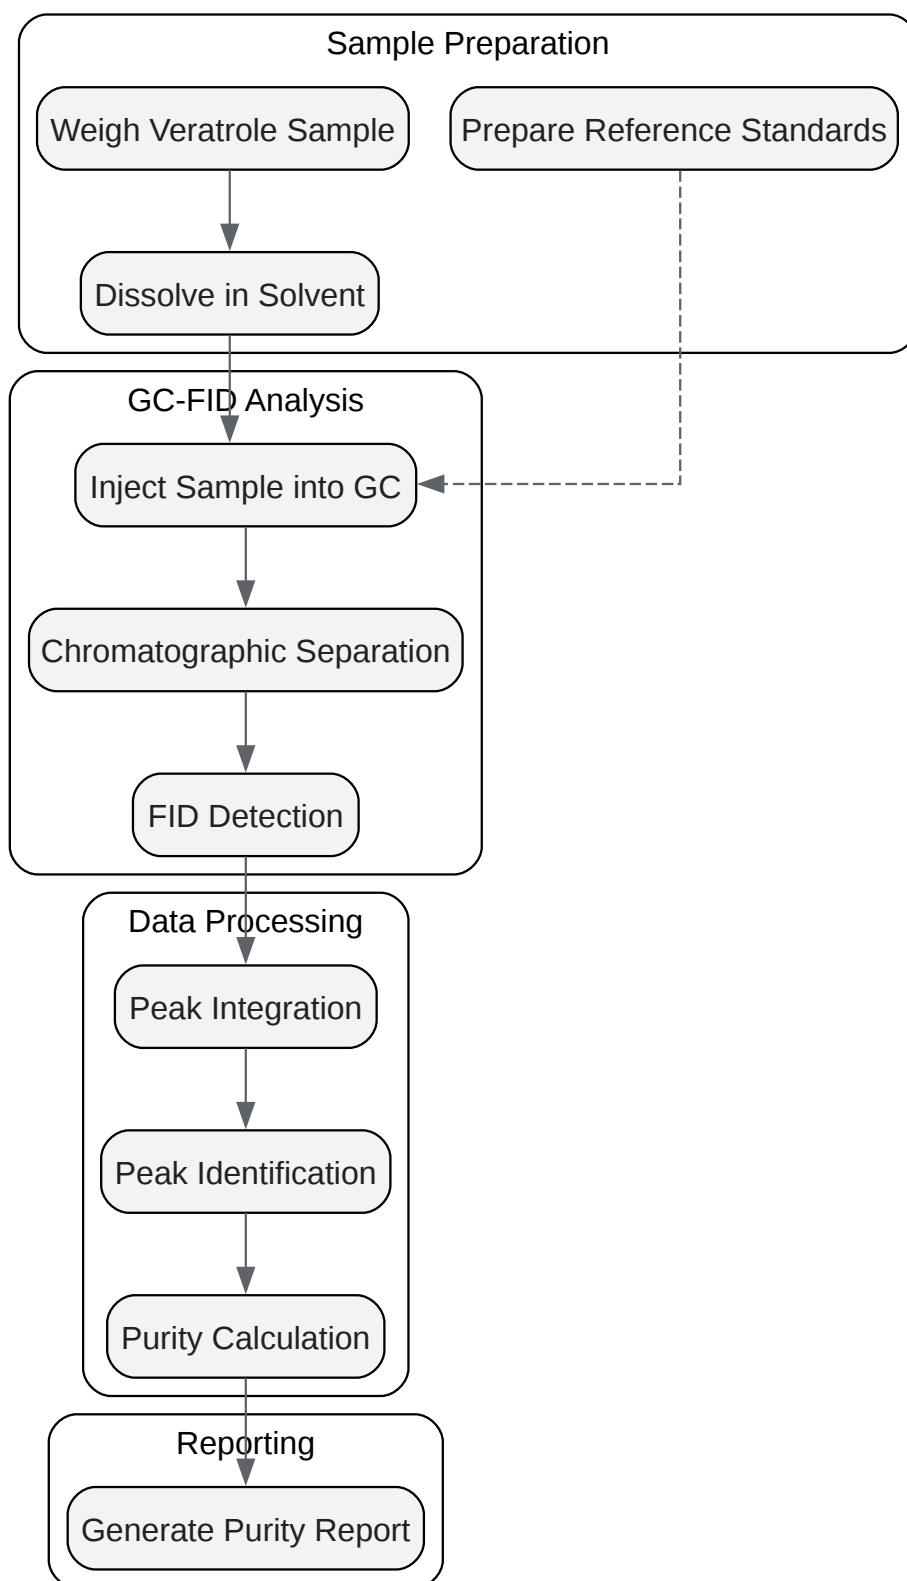 Sample Preparation
Weigh Veratrole Sample
Prepare Reference Standards
Dissolve in Solvent
GC-FID Analysis
Inject Sample into GC
Chromatographic Separation
FID Detection
Data Processing
Peak Integration
Peak Identification
Purity Calculation
Reporting
Generate Purity Report